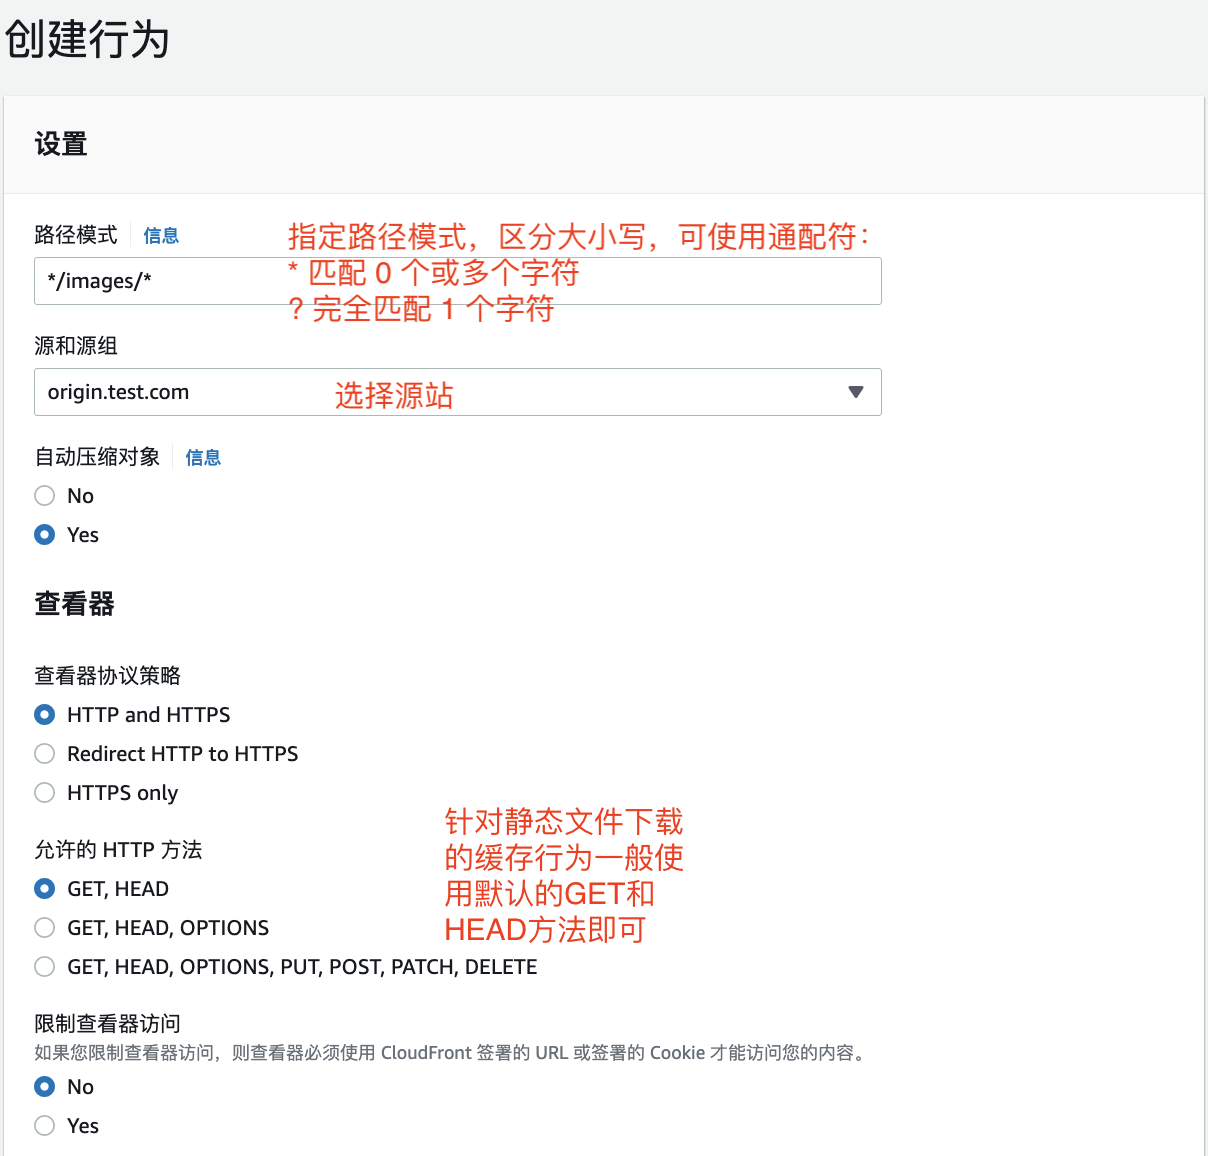 创建行为
设置
路径模式 信息
指定路径模式，区分大小写，可使用通配符：
*/images/*
* 匹配 0 个或多个字符
? 完全匹配 1 个字符
源和源组
origin.test.com
选择源站
自动压缩对象 信息
No
Yes
查看器
查看器协议策略
HTTP and HTTPS
Redirect HTTP to HTTPS
HTTPS only
针对静态文件下载
的缓存行为一般使
用默认的GET和
HEAD方法即可
允许的 HTTP 方法
GET, HEAD
GET, HEAD, OPTIONS
GET, HEAD, OPTIONS, PUT, POST, PATCH, DELETE
限制查看器访问
如果您限制查看器访问，则查看器必须使用 CloudFront 签署的 URL 或签署的 Cookie 才能访问您的内容。
No
Yes